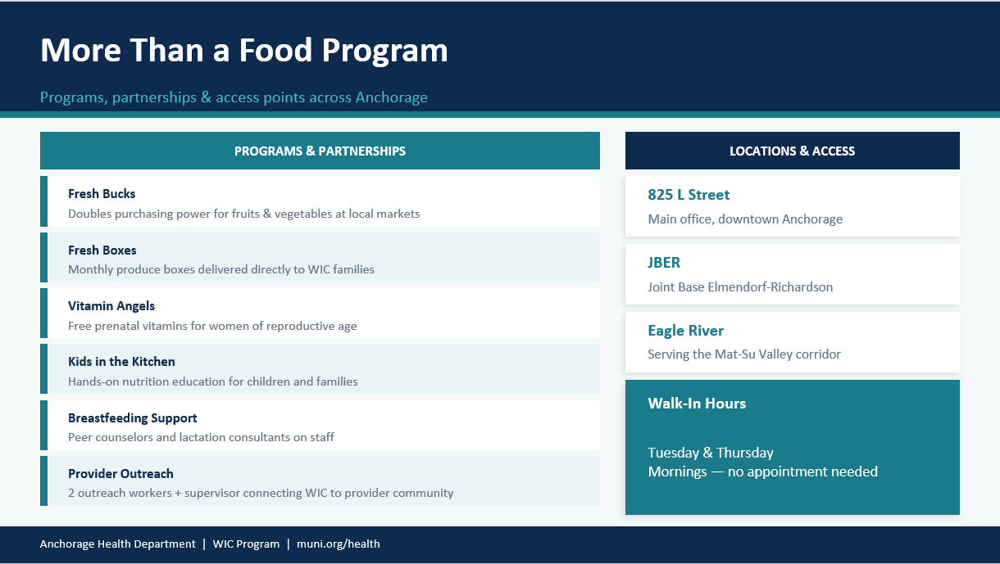 More Than a Food Program
Programs, partnerships & access points across Anchorage
PROGRAMS & PARTNERSHIPS
Fresh Bucks
Doubles purchasing power for fruits & vegetables at local markets
Fresh Boxes
Monthly produce boxes delivered directly to WIC families
Vitamin Angels
Free prenatal vitamins for women of reproductive age
Kids in the Kitchen
Hands-on nutrition education for children and families
Breastfeeding Support
Peer counselors and lactation consultants on staff
Provider Outreach
2 outreach workers + supervisor connecting WIC to provider community
LOCATIONS & ACCESS
825 L Street
Main office, downtown Anchorage
JBER
Joint Base Elmendorf-Richardson
Eagle River
Serving the Mat-Su Valley corridor
Walk-In Hours
Tuesday & Thursday
Mornings — no appointment needed
Anchorage Health Department | WIC Program | muni.org/health